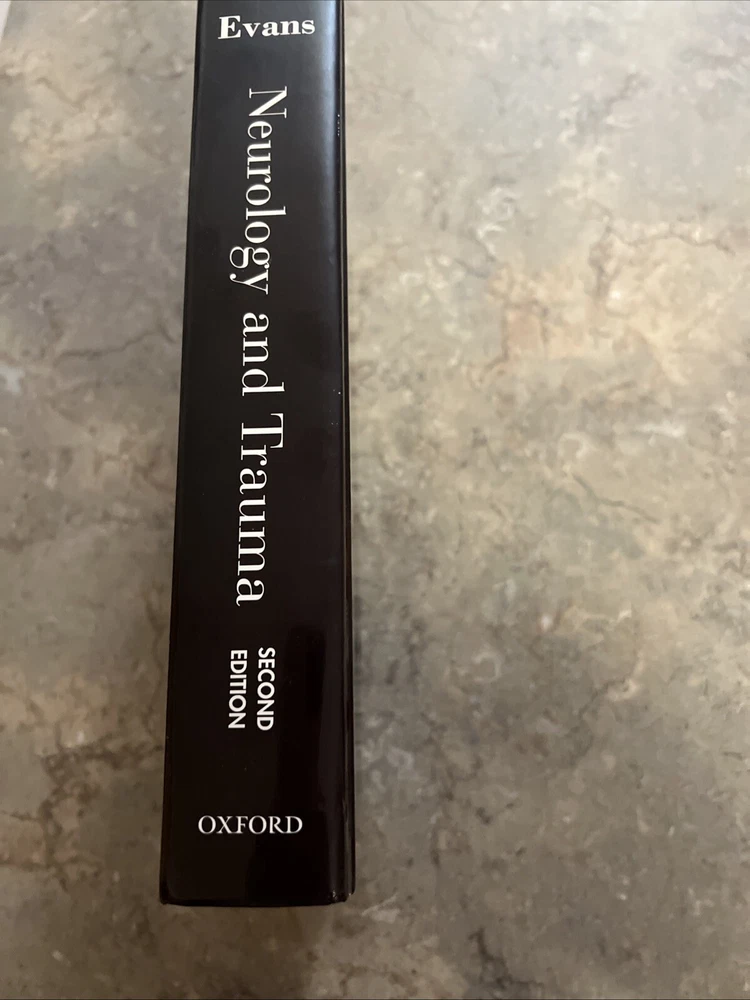 Evans
Neurology and Trauma
SECOND
EDITION
OXFORD